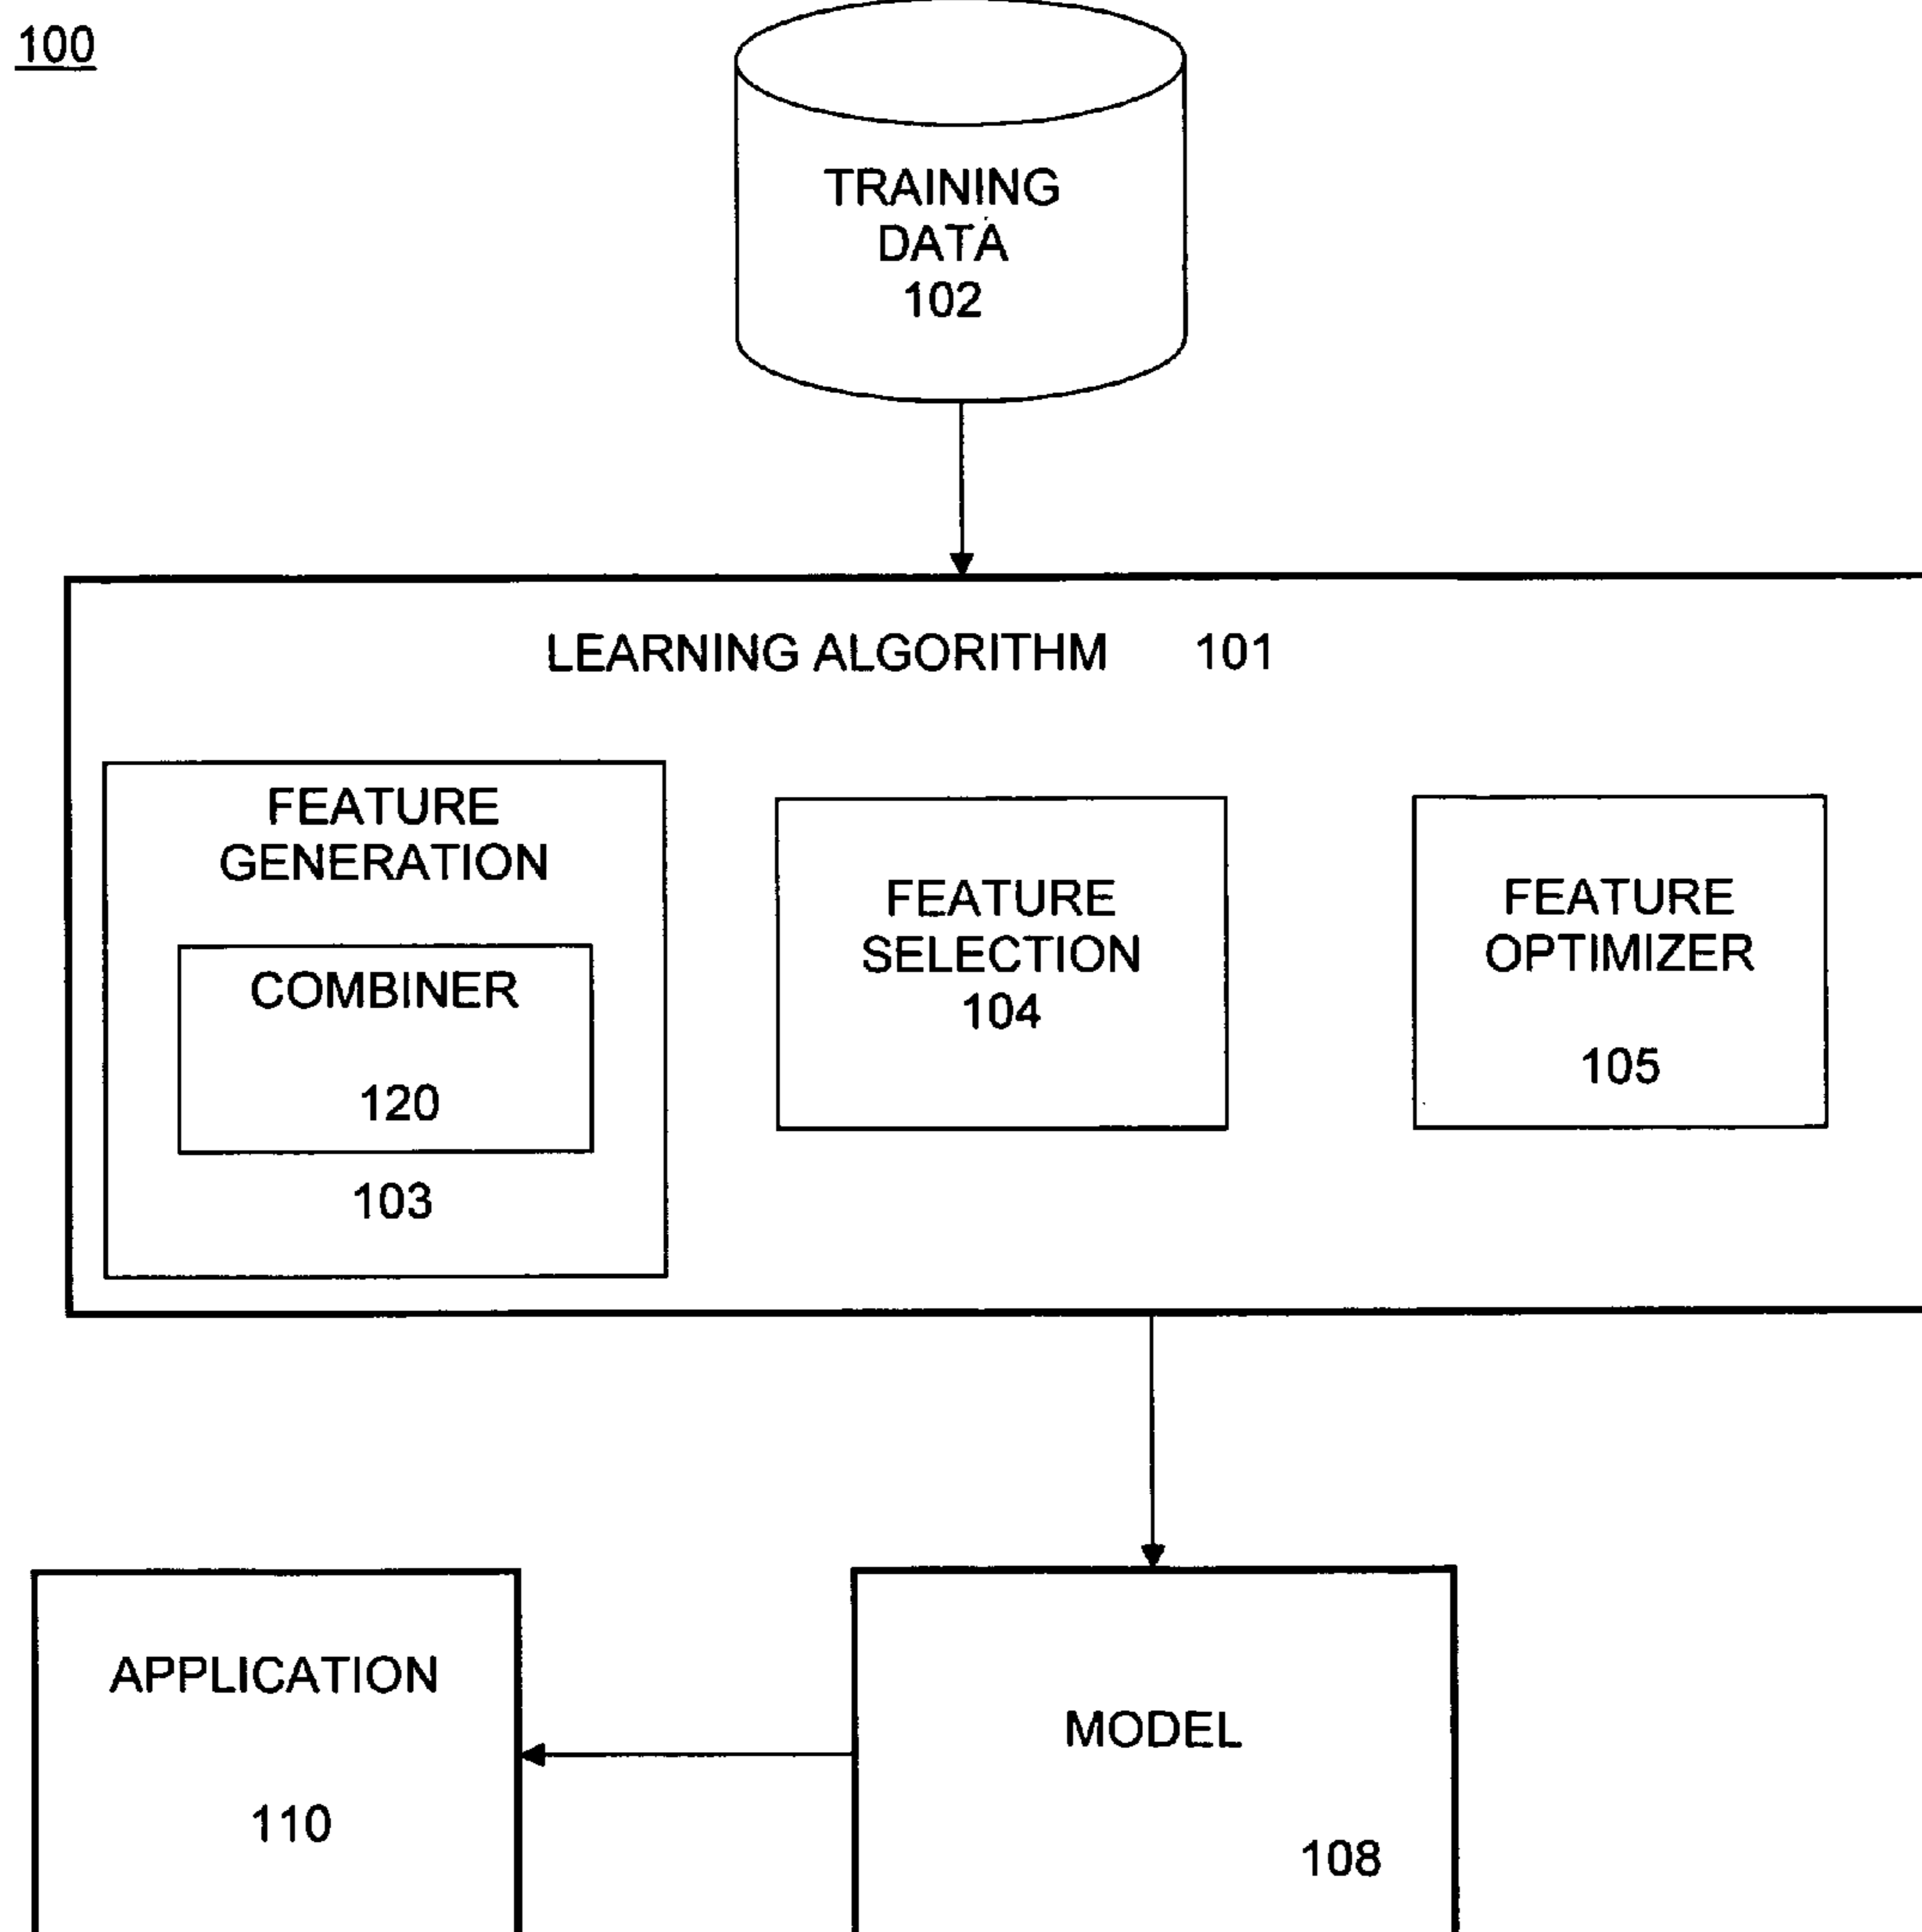 100
TRAINING
DATA
102
LEARNING ALGORITHM 101
FEATURE
GENERATION
COMBINER
120
103
FEATURE
SELECTION
104
FEATURE
OPTIMIZER
105
APPLICATION
110
MODEL
108